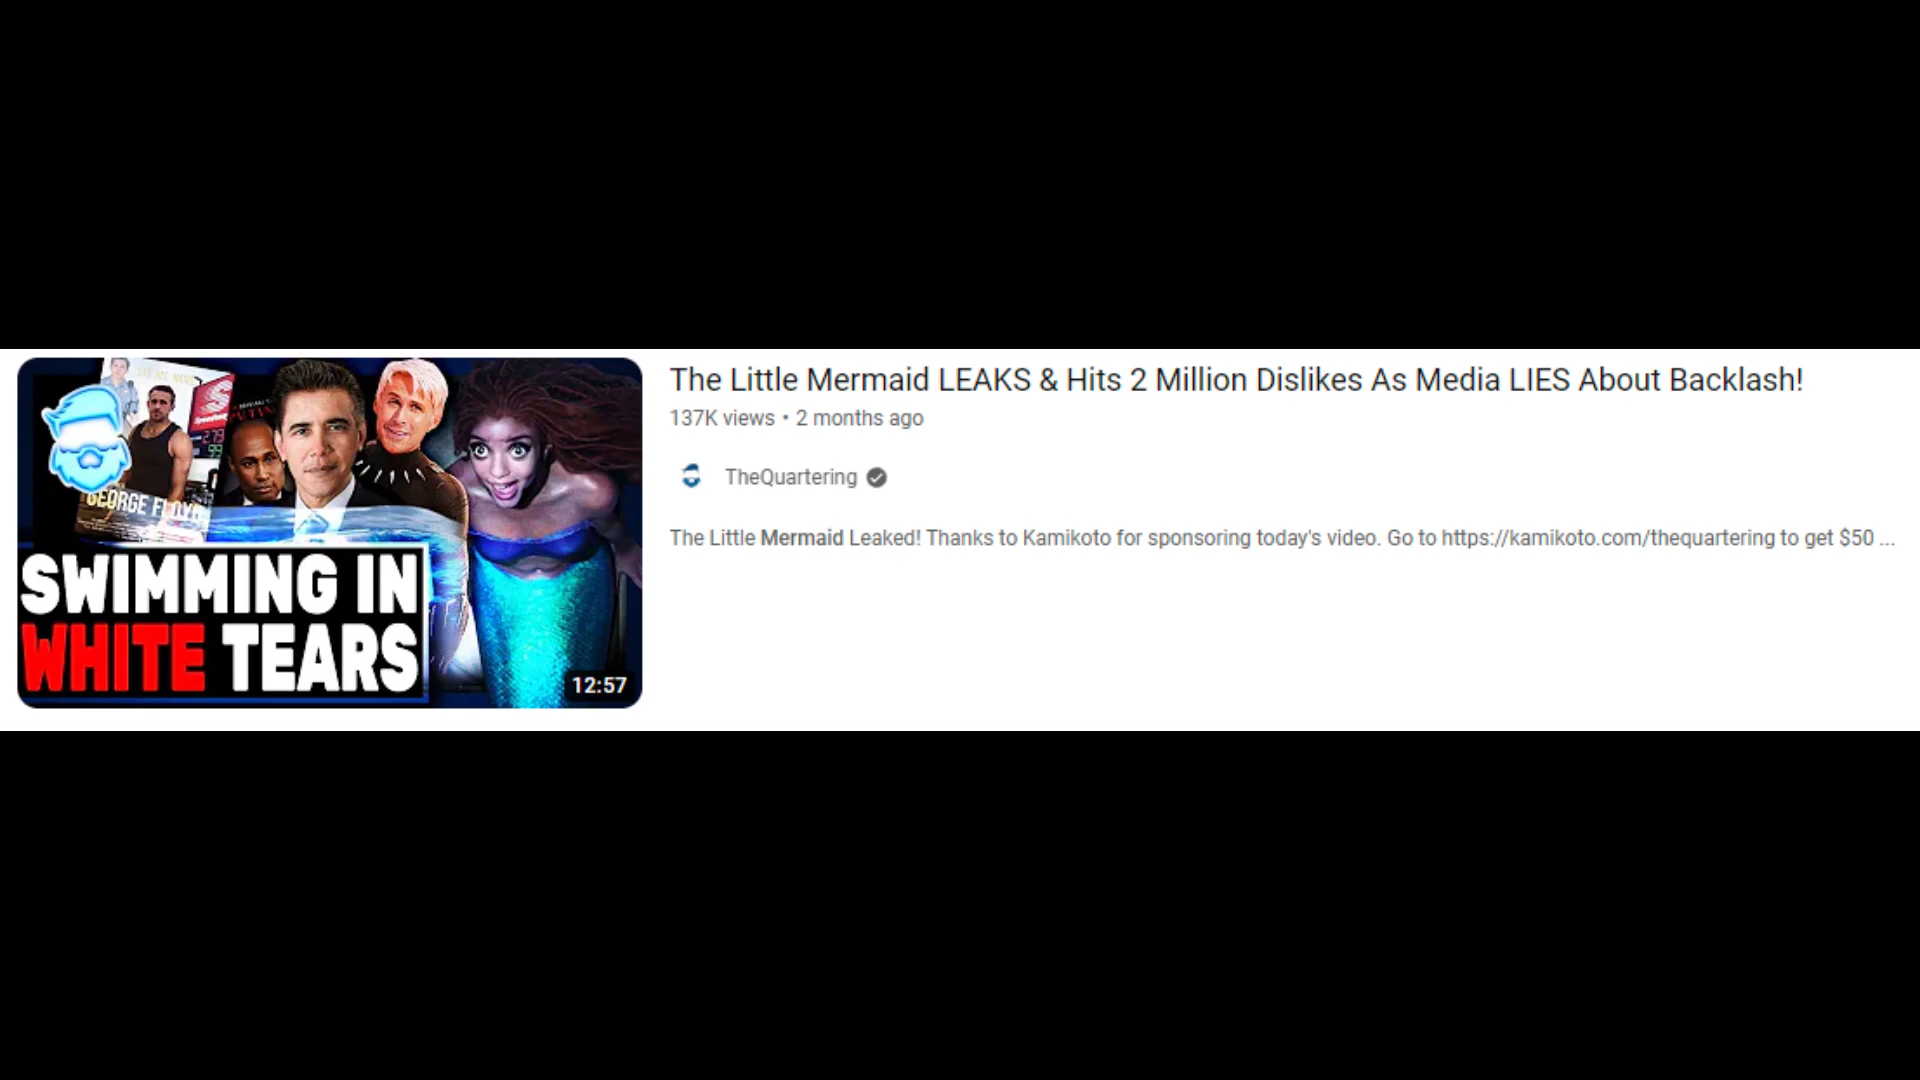 GEORGE FLOYD
SWIMMING IN
WHITE TEARS
12:57
The Little Mermaid LEAKS & Hits 2 Million Dislikes As Media LIES About Backlash!
137K views • 2 months ago
TheQuartering
The Little Mermaid Leaked! Thanks to Kamikoto for sponsoring today's video. Go to https://kamikoto.com/thequartering to get $50 ...